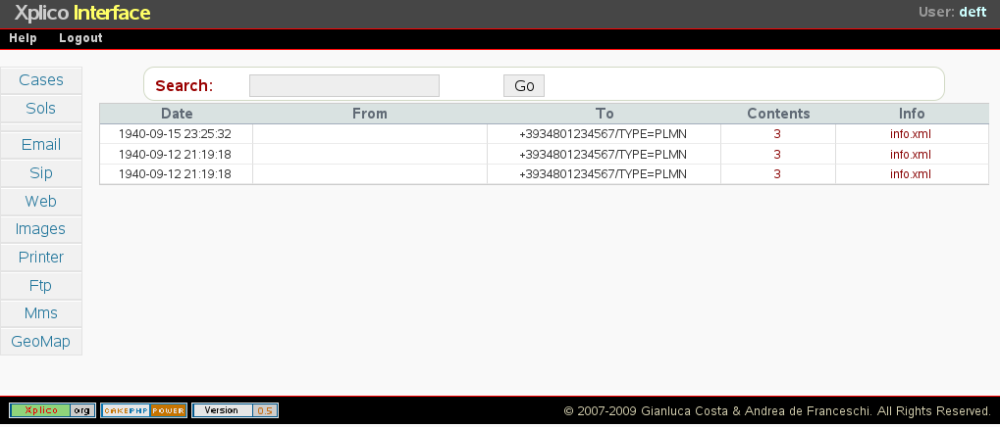 Xplico Interface
User: deft
Help Logout
Cases
Sols
Email
Sip
Web
Images
Printer
Ftp
Mms
GeoMap
Search: Go
Date From To Contents Info
1940-09-15 23:25:32 +3934801234567/TYPE=PLMN 3 info.xml
1940-09-12 21:19:18 +3934801234567/TYPE=PLMN 3 info.xml
1940-09-12 21:19:18 +3934801234567/TYPE=PLMN 3 info.xml
Xplico org CAKEPHP POWER Version 0.5
© 2007-2009 Gianluca Costa & Andrea de Franceschi. All Rights Reserved.